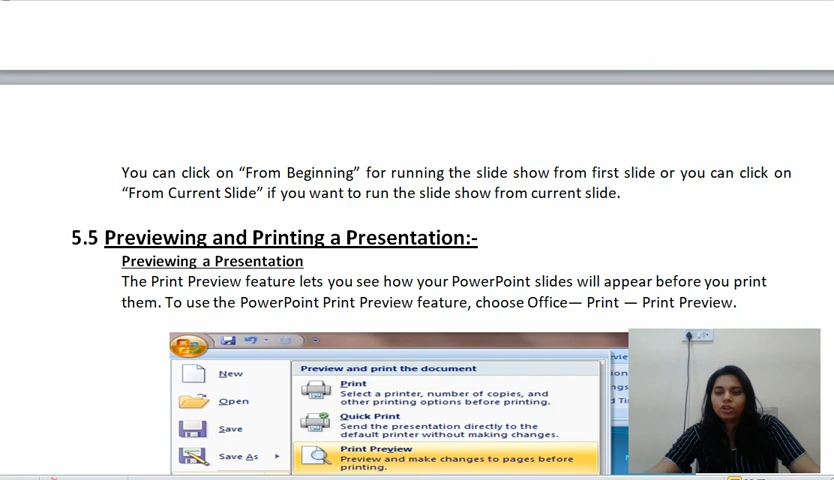 You can click on “From Beginning” for running the slide show from first slide or you can click on
“From Current Slide” if you want to run the slide show from current slide.
5.5 Previewing and Printing a Presentation:-
Previewing a Presentation
The Print Preview feature lets you see how your PowerPoint slides will appear before you print
them. To use the PowerPoint Print Preview feature, choose Office— Print — Print Preview.
New
Open
Save
Save As
Preview and print the document
Print
Select a printer, number of copies, and
other printing options before printing.
Quick Print
Send the presentation directly to the
default printer without making changes.
Print Preview
Preview and make changes to pages before
printing.